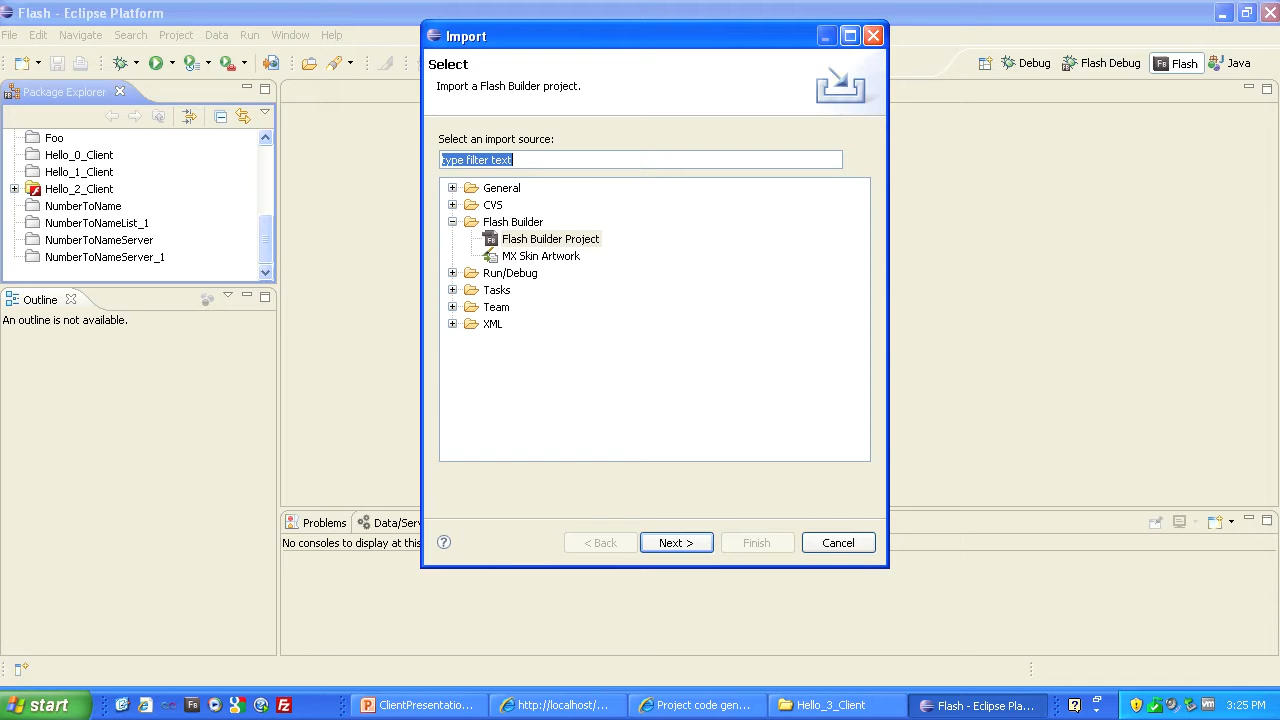 Flash - Eclipse Platform
File Edit Navigate Pr Data Run Window Help
Debug Flash Debug Flash Java
Package Explorer
Foo
Hello_0_Client
Hello_1_Client
Hello_2_Client
NumberToName
NumberToNameList_1
NumberToNameServer
NumberToNameServer_1
Outline
An outline is not available.
Import
Select
Import a Flash Builder project.
Select an import source:
type filter text
General
CVS
Flash Builder
Fb Flash Builder Project
MX Skin Artwork
Run/Debug
Tasks
Team
XML
? < Back Next > Finish Cancel
Problems Data/Serv
No consoles to display at this
start Fb ClientPresentatio... http://localhost/... Project code gen... Hello_3_Client Flash - Eclipse Pla... 3:25 PM